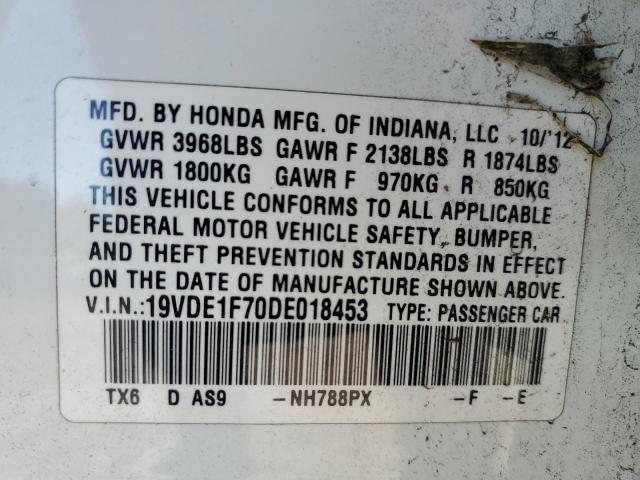 MFD. BY HONDA MFG. OF INDIANA, LLC 10/'12
GVWR 3968LBS GAWR F 2138LBS R 1874LBS
GVWR 1800KG GAWR F 970KG R 850KG
THIS VEHICLE CONFORMS TO ALL APPLICABLE
FEDERAL MOTOR VEHICLE SAFETY, BUMPER,
AND THEFT PREVENTION STANDARDS IN EFFECT
ON THE DATE OF MANUFACTURE SHOWN ABOVE.
V.I.N.:19VDE1F70DE018453 TYPE: PASSENGER CAR
TX6 D AS9 -NH788PX -F -E